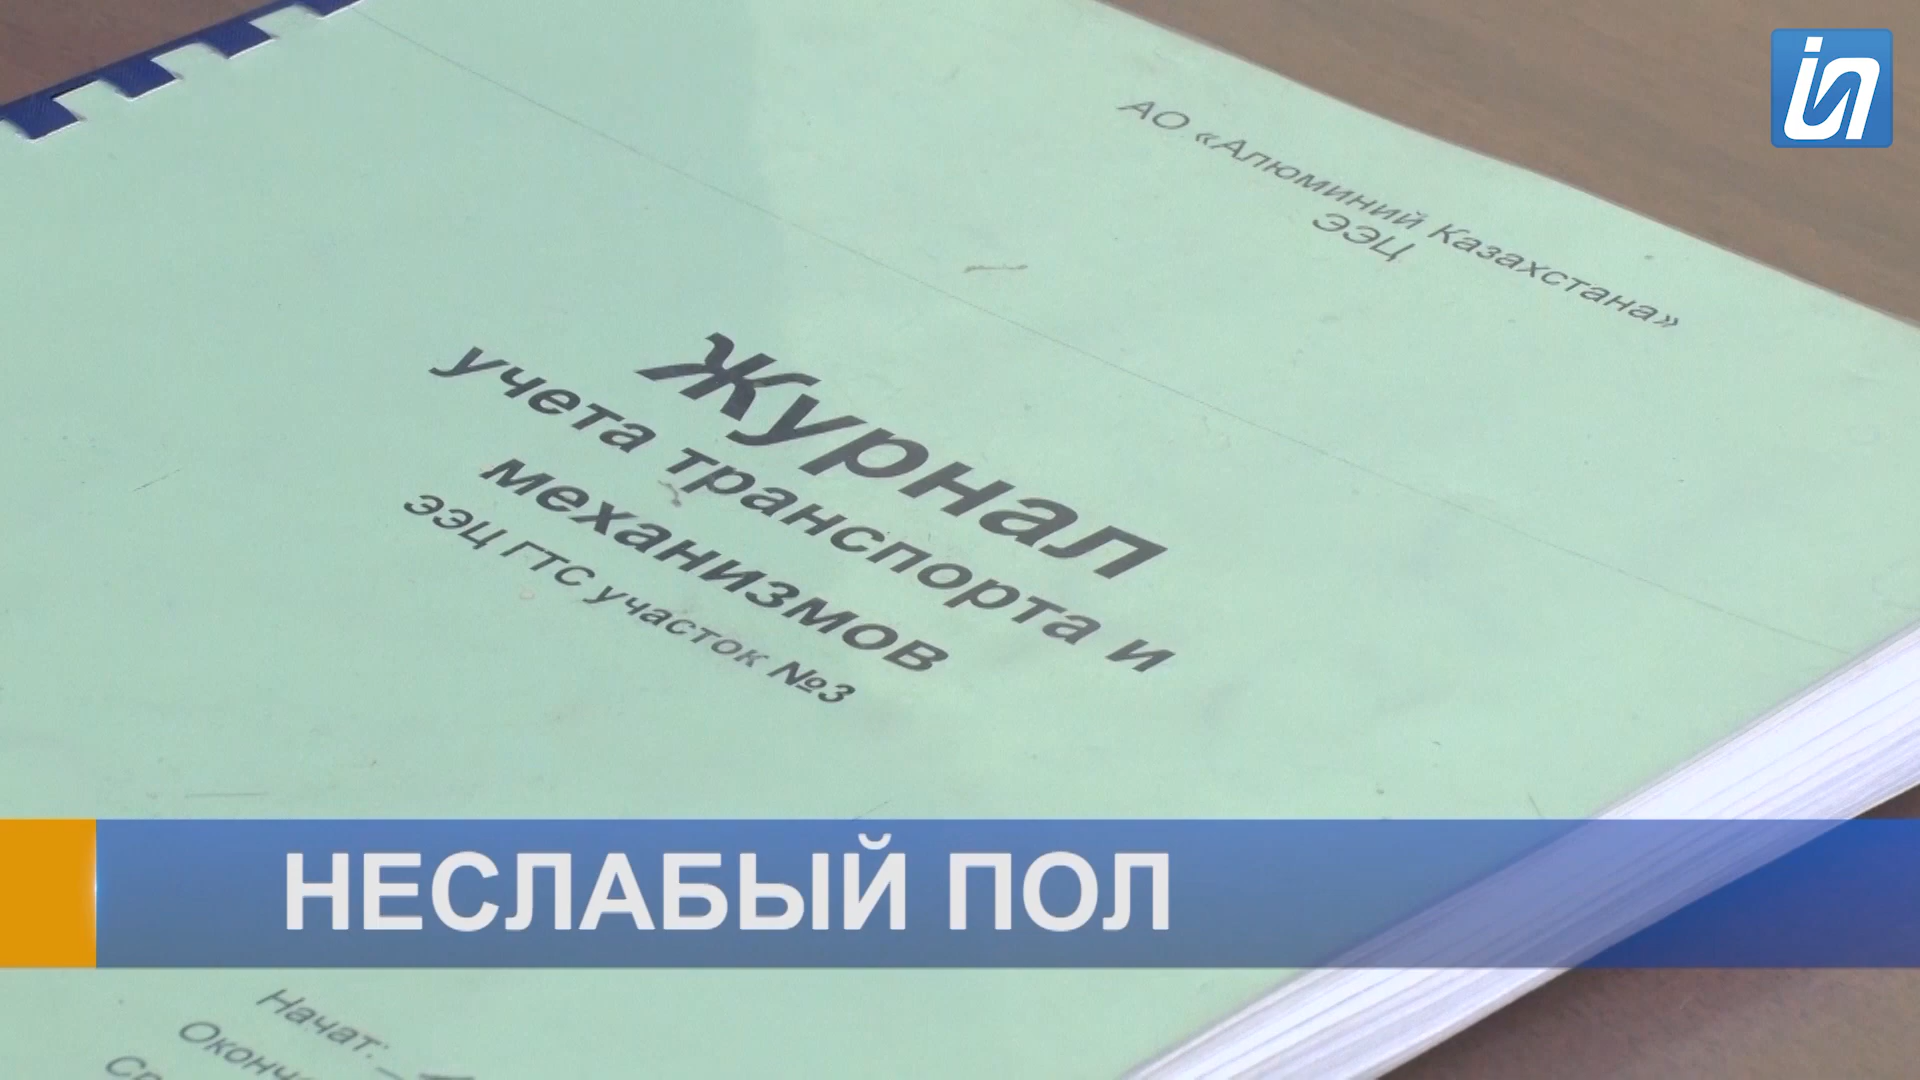 АО «Алюминий Казахстана»
ЭЭЦ
Журнал
учета транспорта и
механизмов
ЭЭЦ ГТС участок №3
НЕСЛАБЫЙ ПОЛ
Начат: